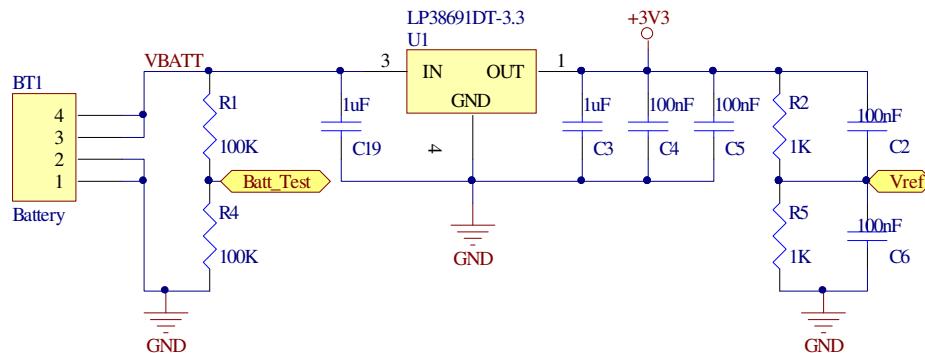 LP38691DT-3.3
U1
+3V3
VBATT
3
IN
OUT
1
GND
4
BT1
4
3
2
1
Battery
R1
100K
1uF
C19
1uF
C3
100nF
C4
100nF
C5
R2
1K
100nF
C2
Batt_Test
Vref
R4
100K
R5
1K
100nF
C6
GND
GND
GND